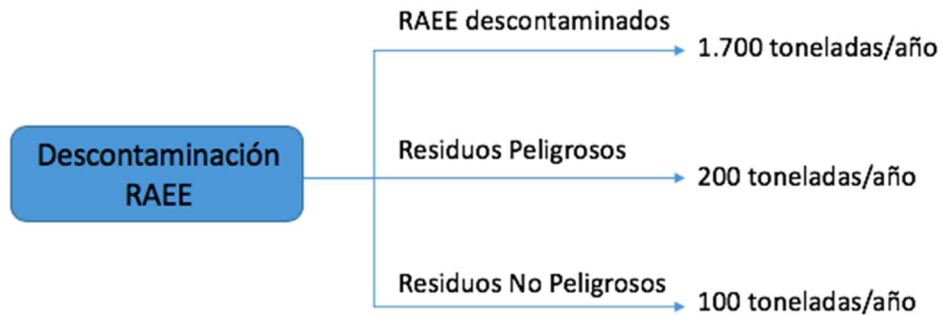 RAEE descontaminados
1.700 toneladas/año
Descontaminación
RAEE
Residuos Peligrosos
200 toneladas/año
Residuos No Peligrosos
100 toneladas/año